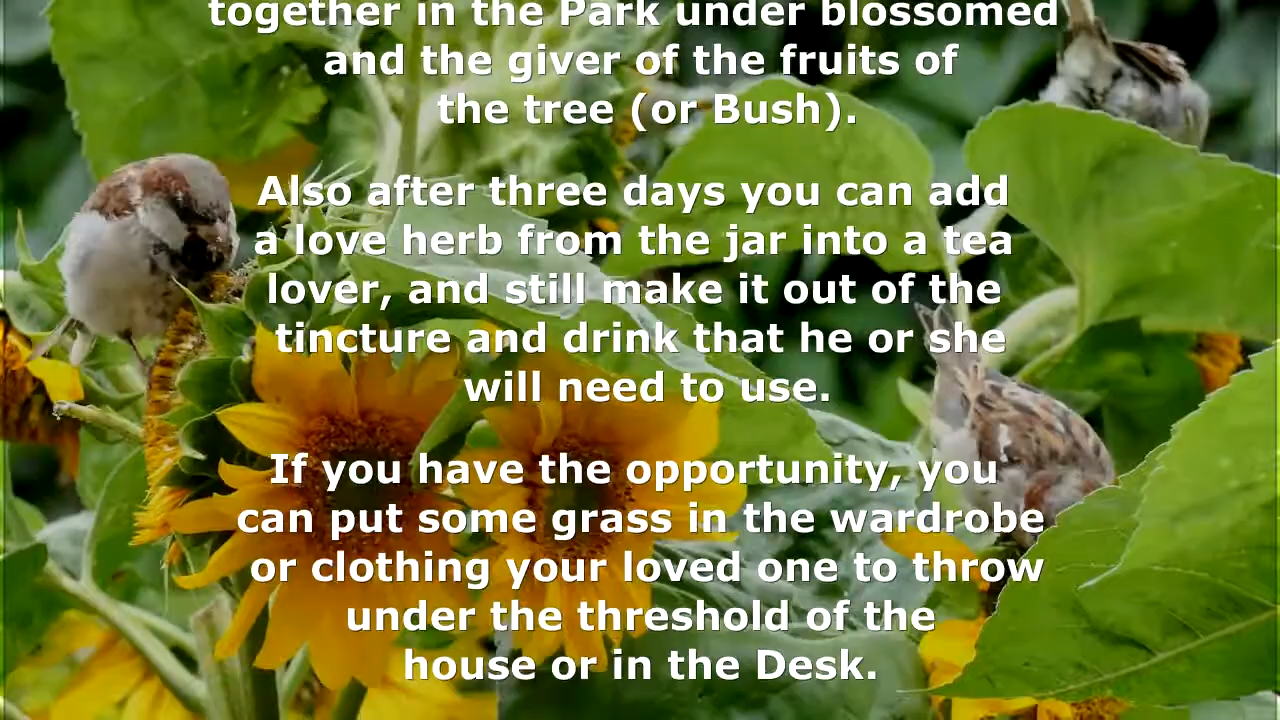 together in the Park under blossomed
and the giver of the fruits of
the tree (or Bush).
Also after three days you can add
a love herb from the jar into a tea
lover, and still make it out of the
tincture and drink that he or she
will need to use.
If you have the opportunity, you
can put some grass in the wardrobe
or clothing your loved one to throw
under the threshold of the
house or in the Desk.